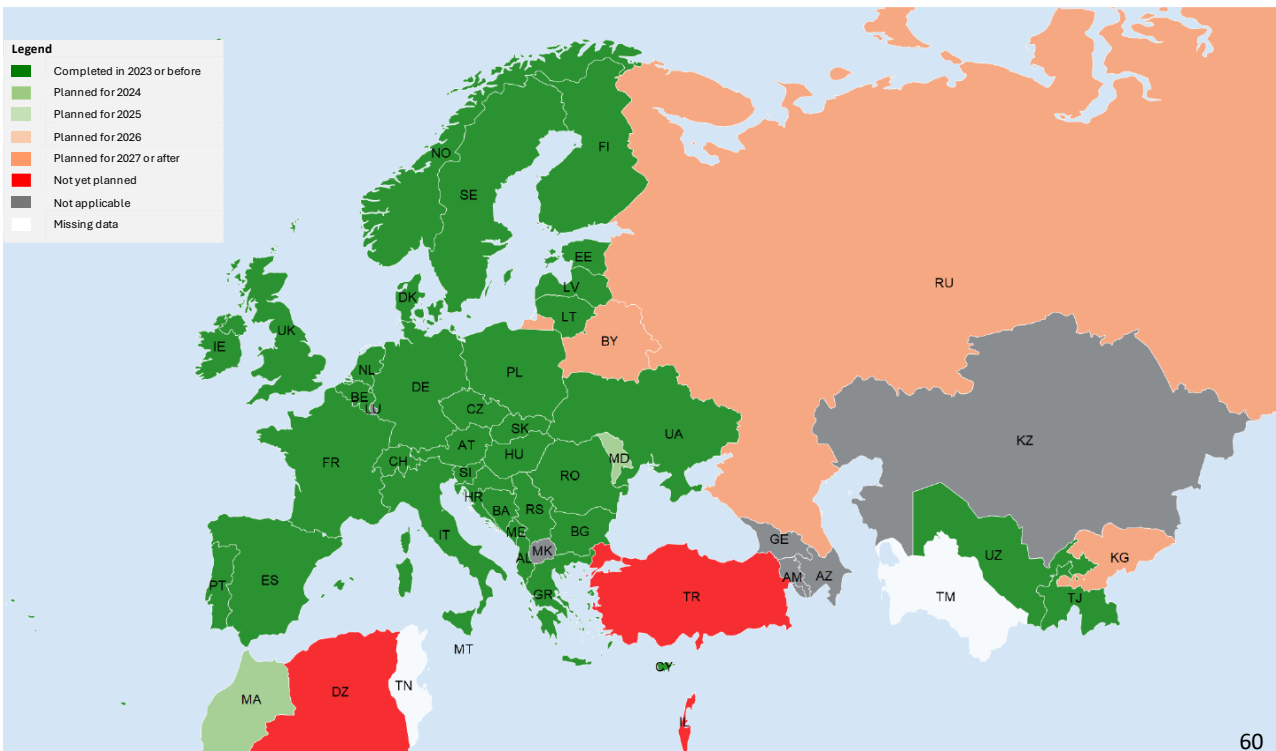 Legend
Completed in 2023 or before
Planned for 2024
Planned for 2025
Planned for 2026
Planned for 2027 or after
Not yet planned
Not applicable
Missing data
NO
FI
SE
EE
RU
LV
DK
LT
UK
BY
IE
NL
PL
DE
BE
LU
CZ
SK
UA
KZ
AT
HU
MD
FR
CH
SI
RO
HR
BA
RS
ME
BG
IT
GE
AL
MK
UZ
KG
AM
AZ
PT
ES
GR
TR
TM
TJ
MT
CY
TN
DZ
MA
IL
60